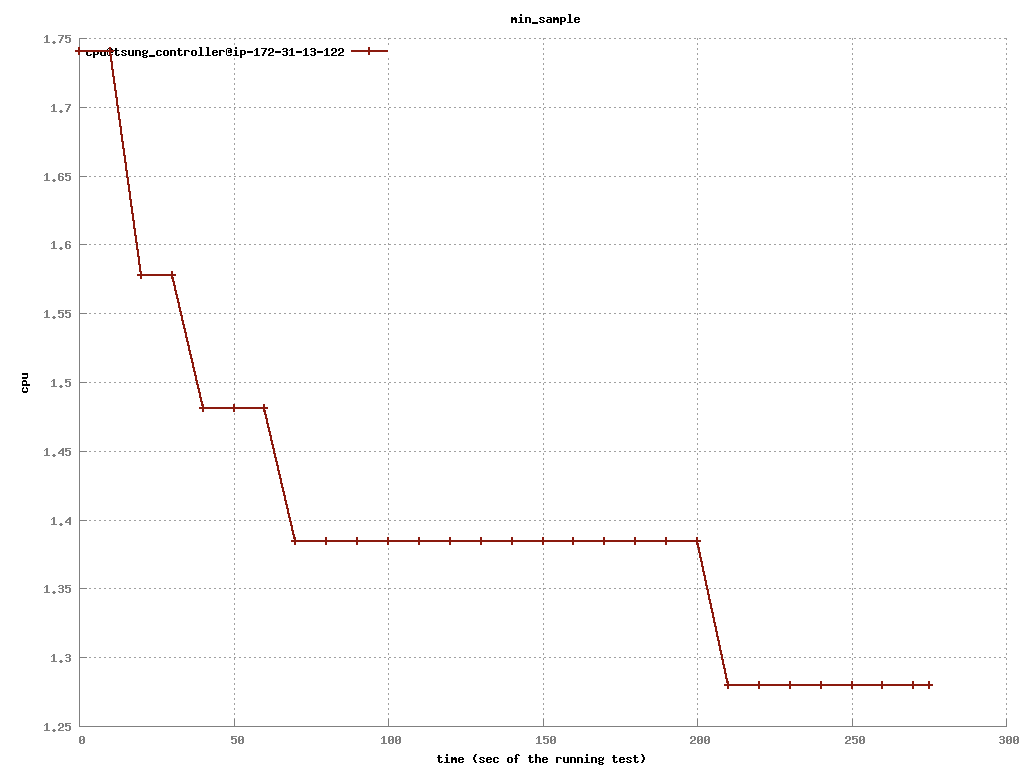 min_sample
cpu@tsung_controller@ip-172-31-13-122
1.75
1.7
1.65
1.6
1.55
1.5
1.45
1.4
1.35
1.3
1.25
cpu
0 50 100 150 200 250 300
time (sec of the running test)